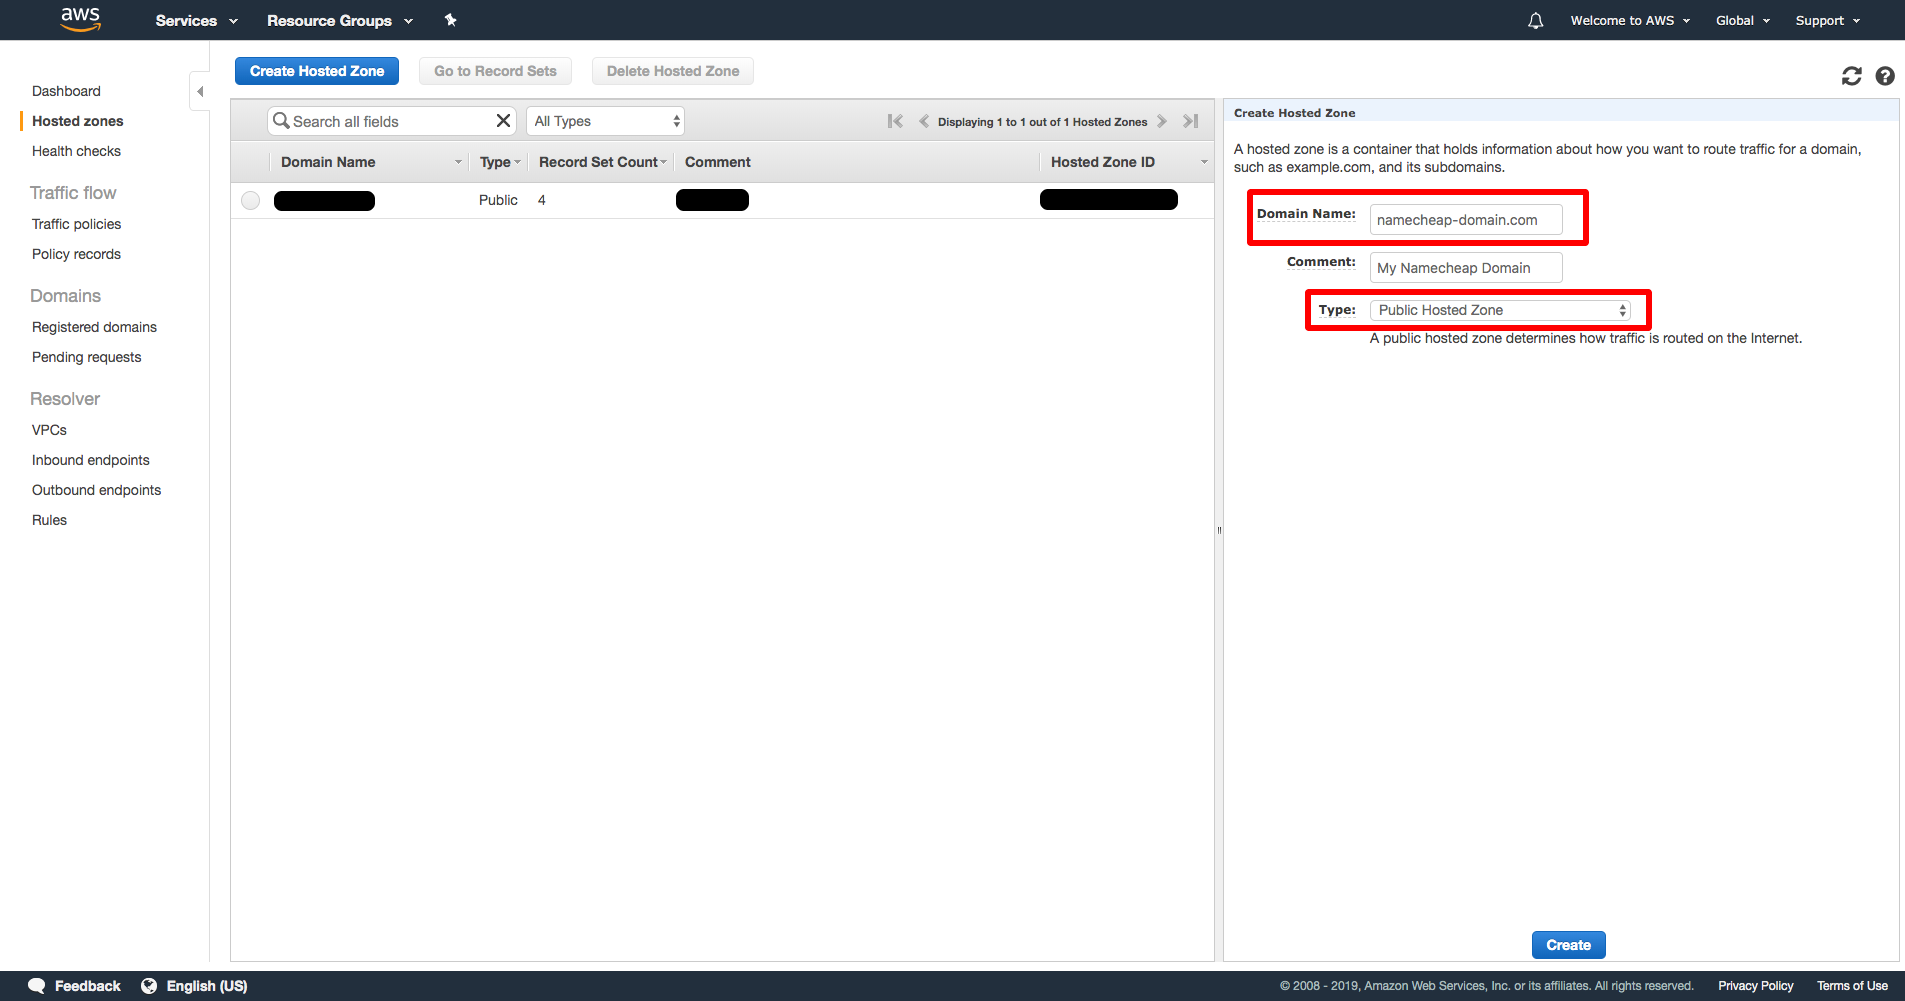 aws Services Resource Groups Welcome to AWS Global Support
Create Hosted Zone Go to Record Sets Delete Hosted Zone
Dashboard
Hosted zones
Health checks
Traffic flow
Traffic policies
Policy records
Domains
Registered domains
Pending requests
Resolver
VPCs
Inbound endpoints
Outbound endpoints
Rules
Search all fields All Types Displaying 1 to 1 out of 1 Hosted Zones
Domain Name Type Record Set Count Comment Hosted Zone ID
Public 4
Create Hosted Zone
A hosted zone is a container that holds information about how you want to route traffic for a domain,
such as example.com, and its subdomains.
Domain Name: namecheap-domain.com
Comment: My Namecheap Domain
Type: Public Hosted Zone
A public hosted zone determines how traffic is routed on the Internet.
Create
Feedback English (US) © 2008 - 2019, Amazon Web Services, Inc. or its affiliates. All rights reserved. Privacy Policy Terms of Use